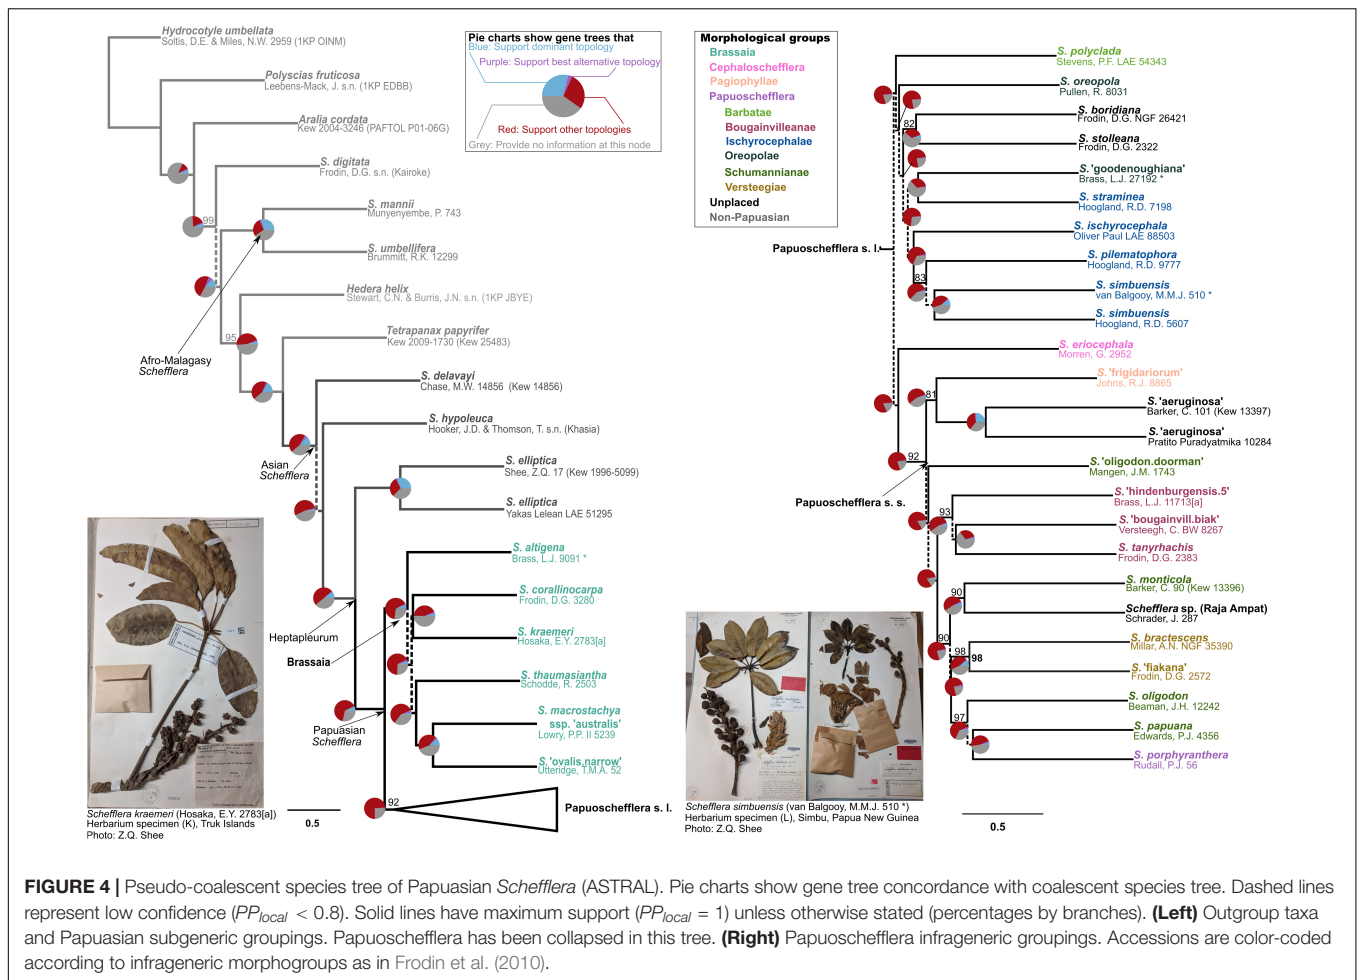 Hydrocotyle umbellata
Soltis, D.E. & Miles, N.W. 2959 (1KP OINM)
Polyscias fruticosa
Leebens-Mack, J. s.n. (1KP EDBB)
Aralia cordata
Kew 2004-3246 (PAFTOL P01-06G)
S. digitata
Frodin, D.G. s.n. (Kairoke)
99
S. mannii
Munyenyembe, P. 743
S. umbellifera
Brummitt, R.K. 12299
Hedera helix
Stewart, C.N. & Burris, J.N. s.n. (1KP JBYE)
95
Tetrapanax papyrifer
Kew 2009-1730 (Kew 25483)
Afro-Malagasy
Schefflera
S. delavayi
Chase, M.W. 14856 (Kew 14856)
S. hypoleuca
Hooker, J.D. & Thomson, T. s.n. (Khasia)
Asian
Schefflera
S. elliptica
Shee, Z.Q. 17 (Kew 1996-5099)
S. elliptica
Yakas Lelean LAE 51295
S. altigena
Brass, L.J. 9091 *
S. corallinocarpa
Frodin, D.G. 3280
Heptapleurum
S. kraemeri
Hosaka, E.Y. 2783[a]
Brassaia
S. thaumasiantha
Schodde, R. 2503
S. macrostachya
ssp. 'australis'
Lowry, P.P. II 5239
Papuasian
Schefflera
S.'ovalis.narrow'
Utteridge, T.M.A. 52
92
Papuoschefflera s. l.
0.5
Schefflera kraemeri (Hosaka, E.Y. 2783[a])
Herbarium specimen (K), Truk Islands
Photo: Z.Q. Shee
Pie charts show gene trees that
Blue: Support dominant topology
Purple: Support best alternative topology
Red: Support other topologies
Grey: Provide no information at this node
Morphological groups
Brassaia
Cephaloschefflera
Pagiophyllae
Papuoschefflera
Barbatae
Bougainvilleanae
Ischyrocephalae
Oreopolae
Schumannianae
Versteegiae
Unplaced
Non-Papuasian
S. polyclada
Stevens, P.F. LAE 54343
S. oreopola
Pullen, R. 8031
S. boridiana
Frodin, D.G. NGF 26421
82
S. stolleana
Frodin, D.G. 2322
S.'goodenoughiana'
Brass, L.J. 27192 *
S. straminea
Hoogland, R.D. 7198
S. ischyrocephala
Oliver Paul LAE 88503
Papuoschefflera s. l.
S. pilematophora
Hoogland, R.D. 9777
83
S. simbuensis
van Balgooy, M.M.J. 510 *
S. simbuensis
Hoogland, R.D. 5607
S. eriocephala
Morren, G. 2952
S.'frigidariorum'
Johns, R.J. 8865
81
S.'aeruginosa'
Barker, C. 101 (Kew 13397)
S.'aeruginosa'
Pratito Puradyatmika 10284
92
S.'oligodon.doorman'
Mangen, J.M. 1743
Papuoschefflera s. s.
S.'hindenburgensis.5'
Brass, L.J. 11713[a]
93
S.'bougainvill.biak'
Versteegh, C. BW 8267
S. tanyrhachis
Frodin, D.G. 2383
S. monticola
Barker, C. 90 (Kew 13396)
90
Schefflera sp. (Raja Ampat)
Schrader, J. 287
90
S. bractescens
Millar, A.N. NGF 35390
98
98
S.'fiakana'
Frodin, D.G. 2572
S. oligodon
Beaman, J.H. 12242
97
S. papuana
Edwards, P.J. 4356
S. porphyranthera
Rudall, P.J. 56
0.5
Schefflera simbuensis (van Balgooy, M.M.J. 510 *)
Herbarium specimen (L), Simbu, Papua New Guinea
Photo: Z.Q. Shee
FIGURE 4 | Pseudo-coalescent species tree of Papuasian Schefflera (ASTRAL). Pie charts show gene tree concordance with coalescent species tree. Dashed lines
represent low confidence (PPlocal < 0.8). Solid lines have maximum support (PPlocal = 1) unless otherwise stated (percentages by branches). (Left) Outgroup taxa
and Papuasian subgeneric groupings. Papuoschefflera has been collapsed in this tree. (Right) Papuoschefflera infrageneric groupings. Accessions are color-coded
according to infrageneric morphogroups as in Frodin et al. (2010).